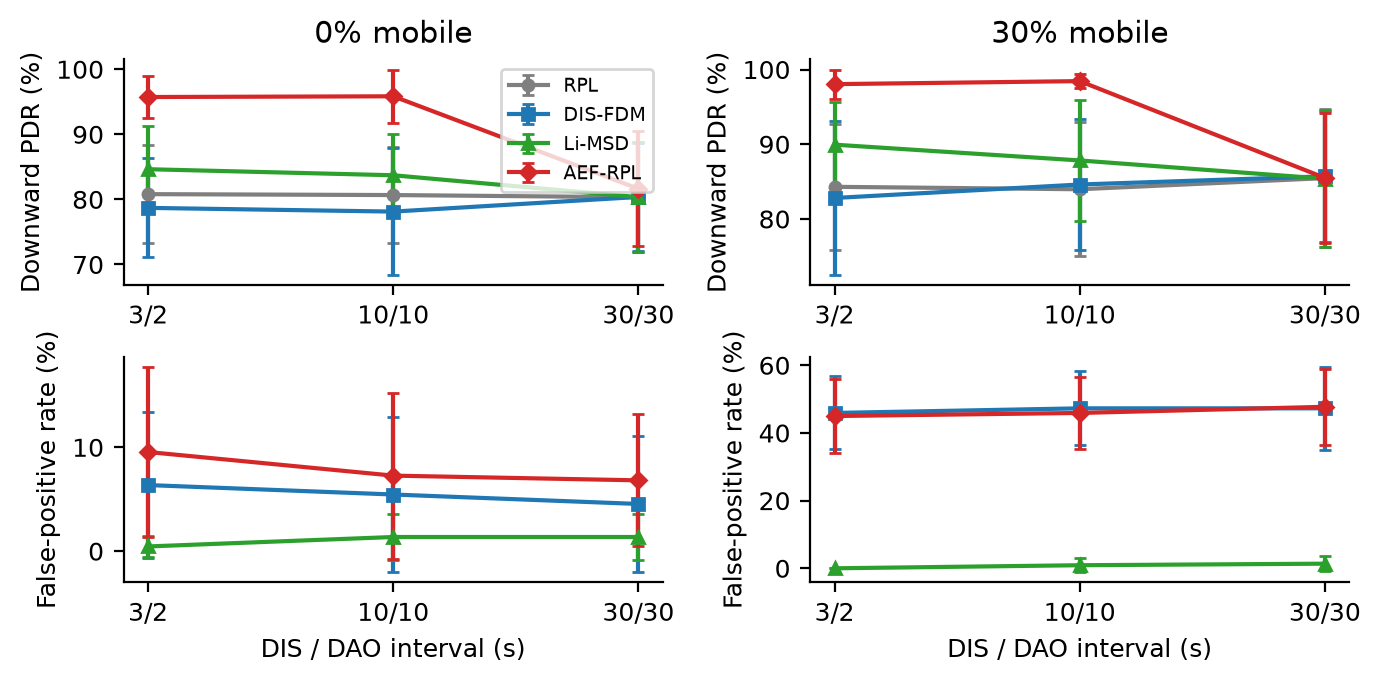 0% mobile
30% mobile
Downward PDR (%)
100
90
80
70
3/2
10/10
30/30
RPL
DIS-FDM
Li-MSD
AEF-RPL
Downward PDR (%)
100
90
80
3/2
10/10
30/30
False-positive rate (%)
10
0
3/2
10/10
30/30
DIS / DAO interval (s)
False-positive rate (%)
60
40
20
0
3/2
10/10
30/30
DIS / DAO interval (s)